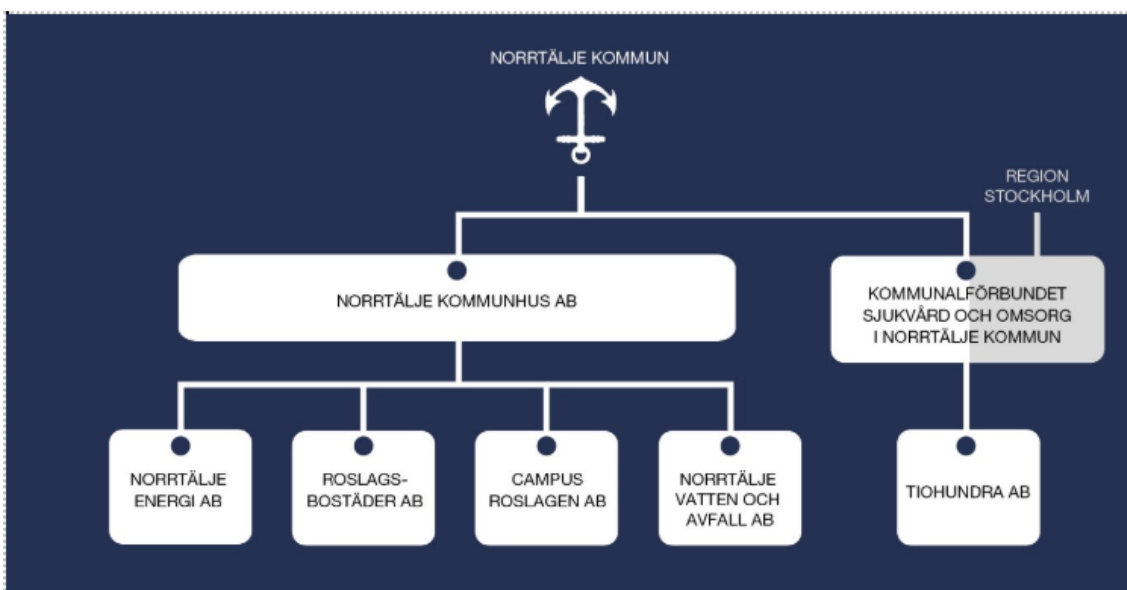 NORRTÄLJE KOMMUN
REGION
STOCKHOLM
NORRTÄLJE KOMMUNHUS AB
KOMMUNALFÖRBUNDET
SJUKVÅRD OCH OMSORG
I NORRTÄLJE KOMMUN
NORRTÄLJE
ENERGI AB
ROSLAGS-
BOSTÄDER AB
CAMPUS
ROSLAGEN AB
NORRTÄLJE
VATTEN OCH
AVFALL AB
TIOHUNDRA AB